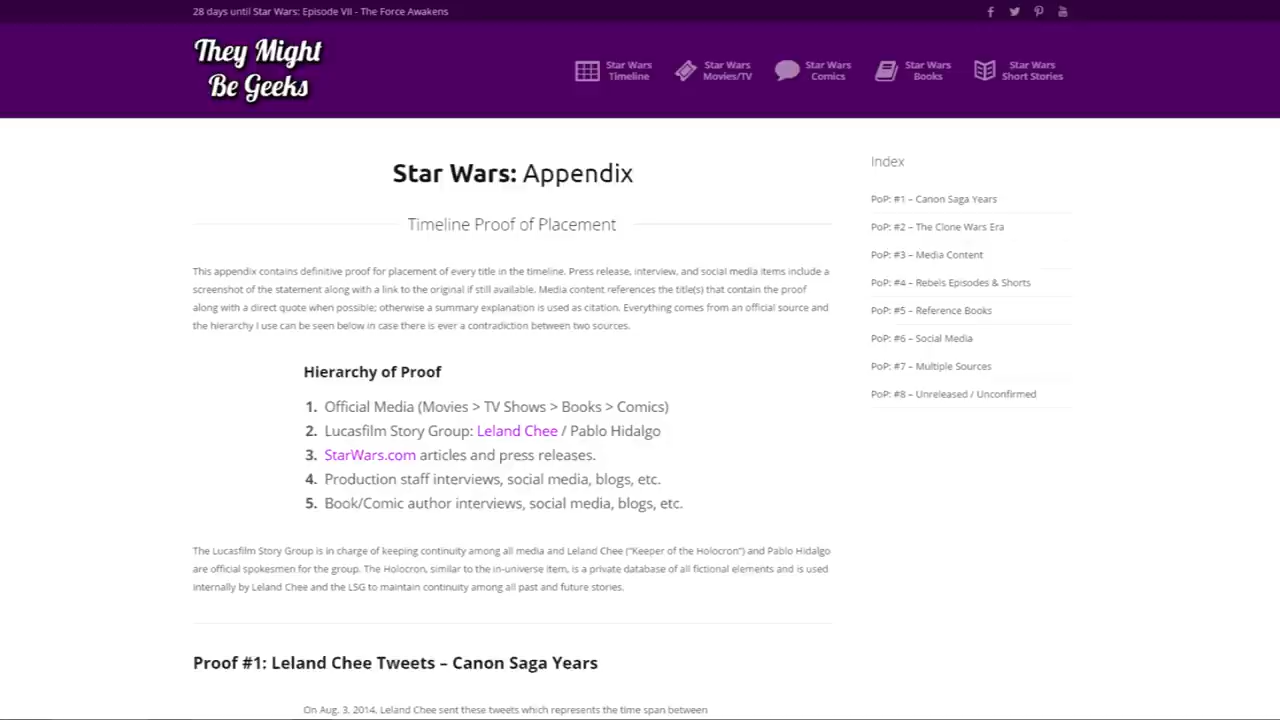 28 days until Star Wars: Episode VII - The Force Awakens
They Might
Be Geeks
Star Wars
Timeline
Star Wars
Movies/TV
Star Wars
Comics
Star Wars
Books
Star Wars
Short Stories
Star Wars: Appendix
Timeline Proof of Placement
This appendix contains definitive proof for placement of every title in the timeline. Press release, interview, and social media items include a
screenshot of the statement along with a link to the original if still available. Media content references the title(s) that contain the proof
along with a direct quote when possible; otherwise a summary explanation is used as citation. Everything comes from an official source and
the hierarchy I use can be seen below in case there is ever a contradiction between two sources.
Hierarchy of Proof
1. Official Media (Movies > TV Shows > Books > Comics)
2. Lucasfilm Story Group: Leland Chee / Pablo Hidalgo
3. StarWars.com articles and press releases.
4. Production staff interviews, social media, blogs, etc.
5. Book/Comic author interviews, social media, blogs, etc.
The Lucasfilm Story Group is in charge of keeping continuity among all media and Leland Chee ("Keeper of the Holocron") and Pablo Hidalgo
are official spokesmen for the group. The Holocron, similar to the in-universe item, is a private database of all fictional elements and is used
internally by Leland Chee and the LSG to maintain continuity among all past and future stories.
Proof #1: Leland Chee Tweets – Canon Saga Years
On Aug. 3, 2014, Leland Chee sent these tweets which represents the time span between
Index
PoP: #1 – Canon Saga Years
PoP: #2 – The Clone Wars Era
PoP: #3 – Media Content
PoP: #4 – Rebels Episodes & Shorts
PoP: #5 – Reference Books
PoP: #6 – Social Media
PoP: #7 – Multiple Sources
PoP: #8 – Unreleased / Unconfirmed